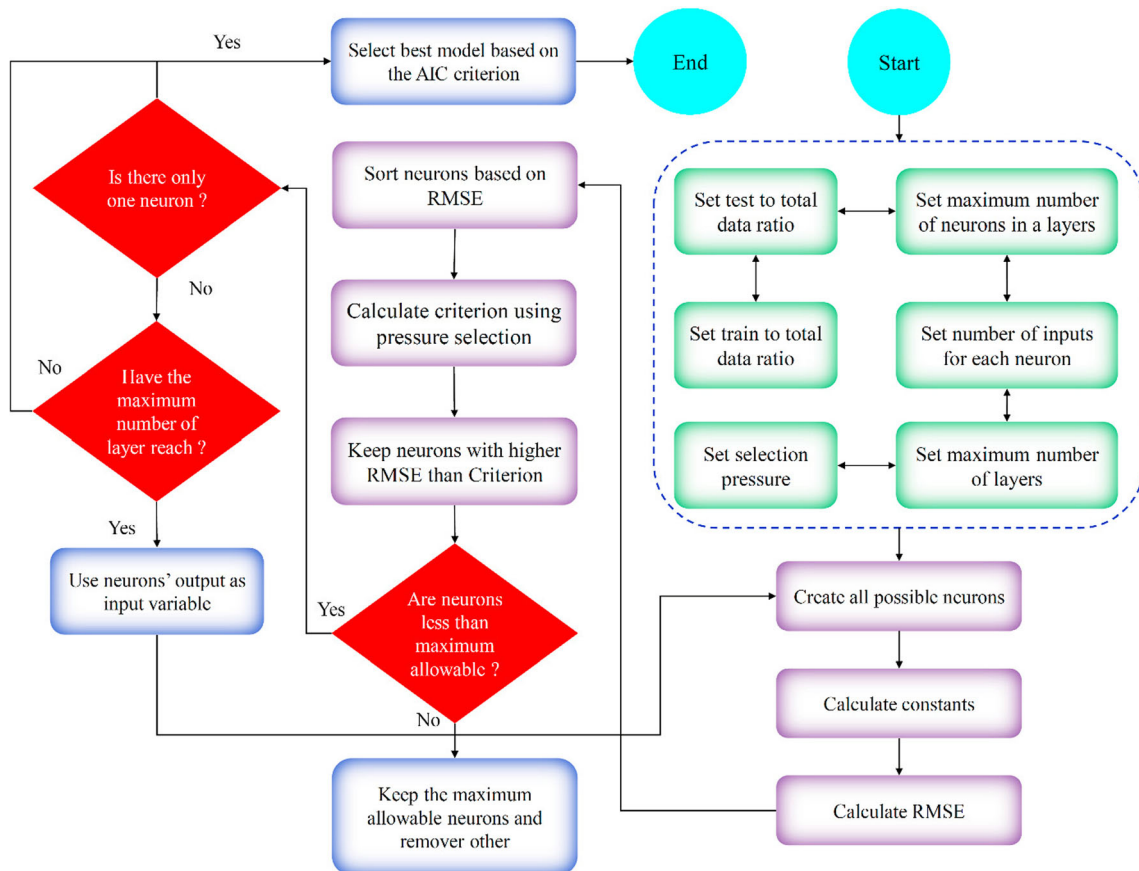 Yes
Select best model based on
the AIC criterion
End
Start
Is there only
one neuron ?
Sort neurons based on
RMSE
Set test to total
data ratio
Set maximum number
of neurons in a layers
No
Calculate criterion using
pressure selection
Set train to total
data ratio
Set number of inputs
for each neuron
No
Have the
maximum
number of
layer reach ?
Keep neurons with higher
RMSE than Criterion
Set selection
pressure
Set maximum number
of layers
Yes
Use neurons' output as
input variable
Yes
Are neurons
less than
maximum
allowable ?
Create all possible neurons
No
Calculate constants
Keep the maximum
allowable neurons and
remover other
Calculate RMSE